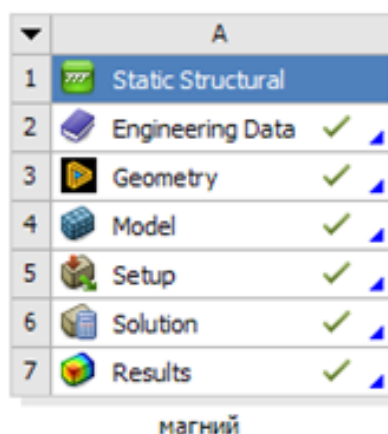 A
1 Static Structural
2 Engineering Data
3 Geometry
4 Model
5 Setup
6 Solution
7 Results
магний